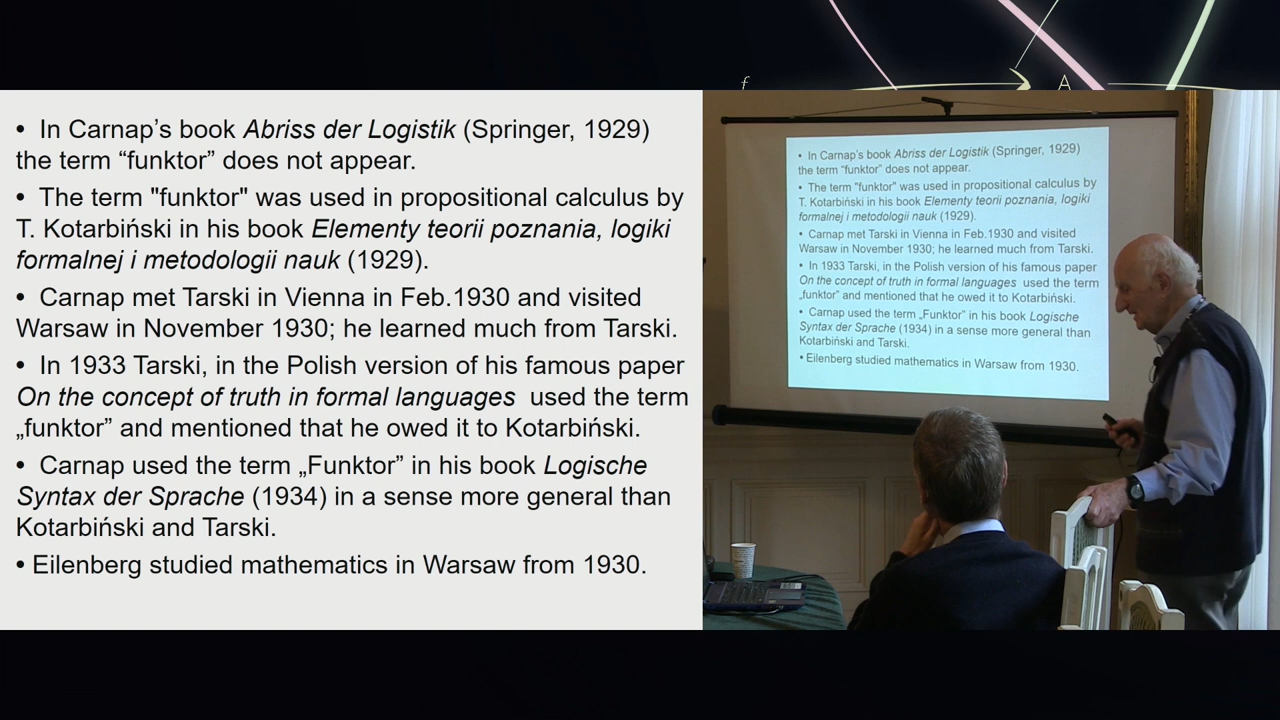 f
A
• In Carnap’s book Abriss der Logistik (Springer, 1929)
the term “funktor” does not appear.
• The term "funktor" was used in propositional calculus by
T. Kotarbiński in his book Elementy teorii poznania, logiki
formalnej i metodologii nauk (1929).
• Carnap met Tarski in Vienna in Feb.1930 and visited
Warsaw in November 1930; he learned much from Tarski.
• In 1933 Tarski, in the Polish version of his famous paper
On the concept of truth in formal languages used the term
„funktor” and mentioned that he owed it to Kotarbiński.
• Carnap used the term „Funktor” in his book Logische
Syntax der Sprache (1934) in a sense more general than
Kotarbiński and Tarski.
• Eilenberg studied mathematics in Warsaw from 1930.
• In Carnap’s book Abriss der Logistik (Springer, 1929)
the term “funktor” does not appear.
• The term "funktor" was used in propositional calculus by
T. Kotarbiński in his book Elementy teorii poznania, logiki
formalnej i metodologii nauk (1929).
• Carnap met Tarski in Vienna in Feb.1930 and visited
Warsaw in November 1930; he learned much from Tarski.
• In 1933 Tarski, in the Polish version of his famous paper
On the concept of truth in formal languages used the term
„funktor” and mentioned that he owed it to Kotarbiński.
• Carnap used the term „Funktor” in his book Logische
Syntax der Sprache (1934) in a sense more general than
Kotarbiński and Tarski.
• Eilenberg studied mathematics in Warsaw from 1930.